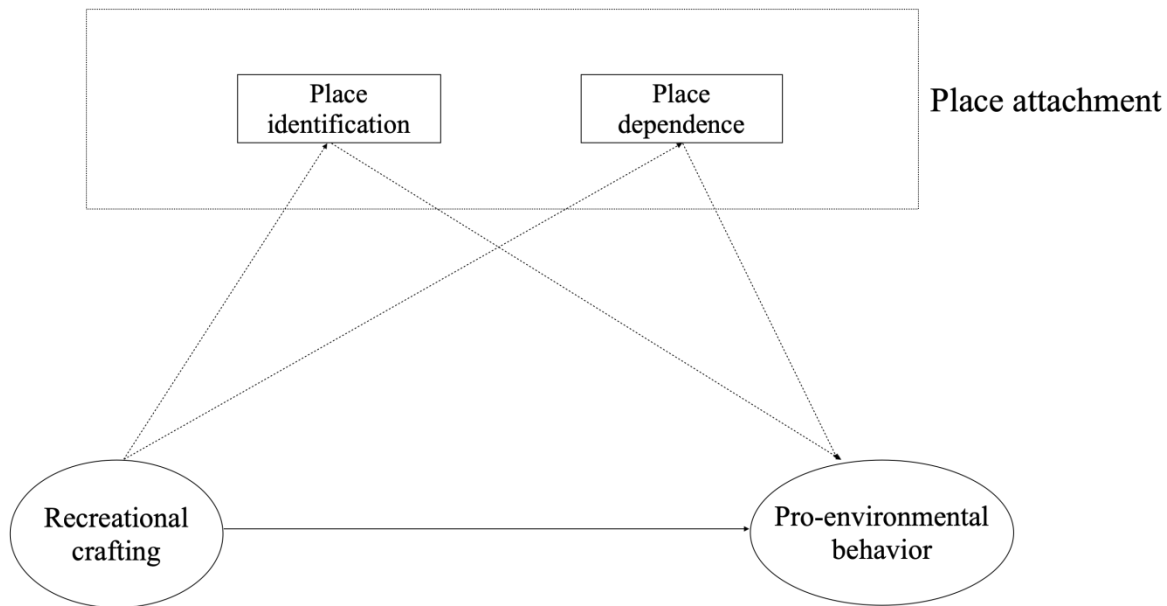 Place
identification
Place
dependence
Place attachment
Recreational
crafting
Pro-environmental
behavior